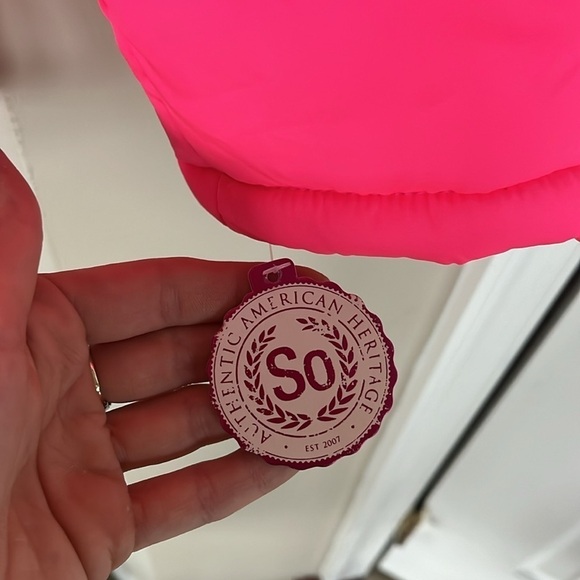 AUTHENTIC AMERICAN HERITAGE
So
• EST 2007 •